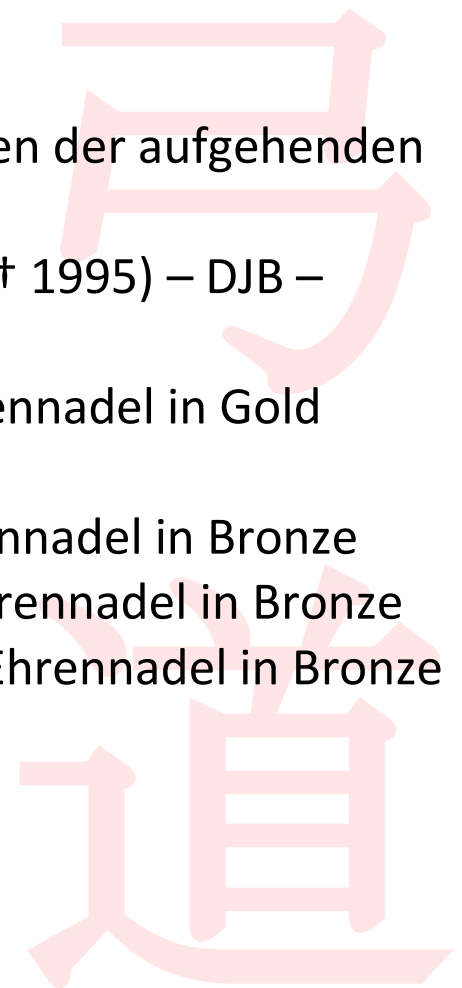 en der aufgehenden
† 1995) – DJB –
ennadel in Gold
nnadel in Bronze
rennadel in Bronze
Ehrennadel in Bronze
弓
道